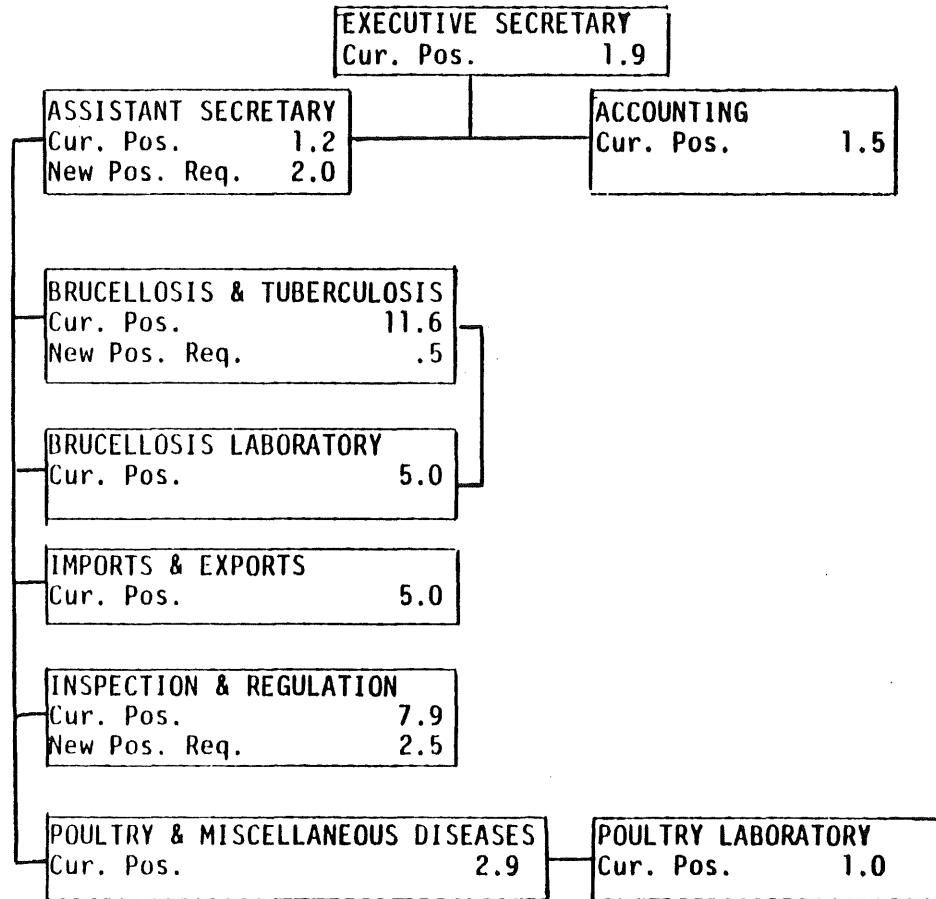 EXECUTIVE SECRETARY
Cur. Pos. 1.9
ASSISTANT SECRETARY
Cur. Pos. 1.2
New Pos. Req. 2.0
ACCOUNTING
Cur. Pos. 1.5
BRUCELLOSIS & TUBERCULOSIS
Cur. Pos. 11.6
New Pos. Req. .5
BRUCELLOSIS LABORATORY
Cur. Pos. 5.0
IMPORTS & EXPORTS
Cur. Pos. 5.0
INSPECTION & REGULATION
Cur. Pos. 7.9
New Pos. Req. 2.5
POULTRY & MISCELLANEOUS DISEASES
Cur. Pos. 2.9
POULTRY LABORATORY
Cur. Pos. 1.0